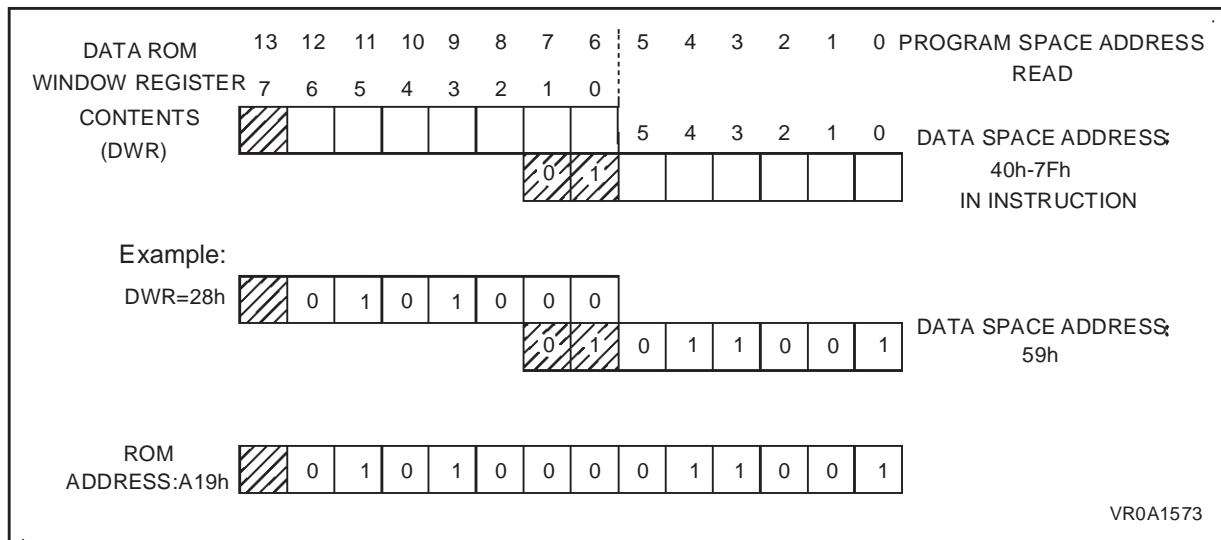 DATA ROM 13 12 11 10 9 8 7 6 5 4 3 2 1 0 PROGRAM SPACE ADDRESS
WINDOW REGISTER 7 6 5 4 3 2 1 0 READ
CONTENTS 5 4 3 2 1 0 DATA SPACE ADDRESS:
(DWR) 0 1 40h-7Fh
IN INSTRUCTION
Example:
DWR=28h 0 1 0 1 0 0 0
0 1 0 1 1 0 0 1 DATA SPACE ADDRESS:
59h
ROM
ADDRESS:A19h 0 1 0 1 0 0 0 0 1 1 0 0 1
VR0A1573